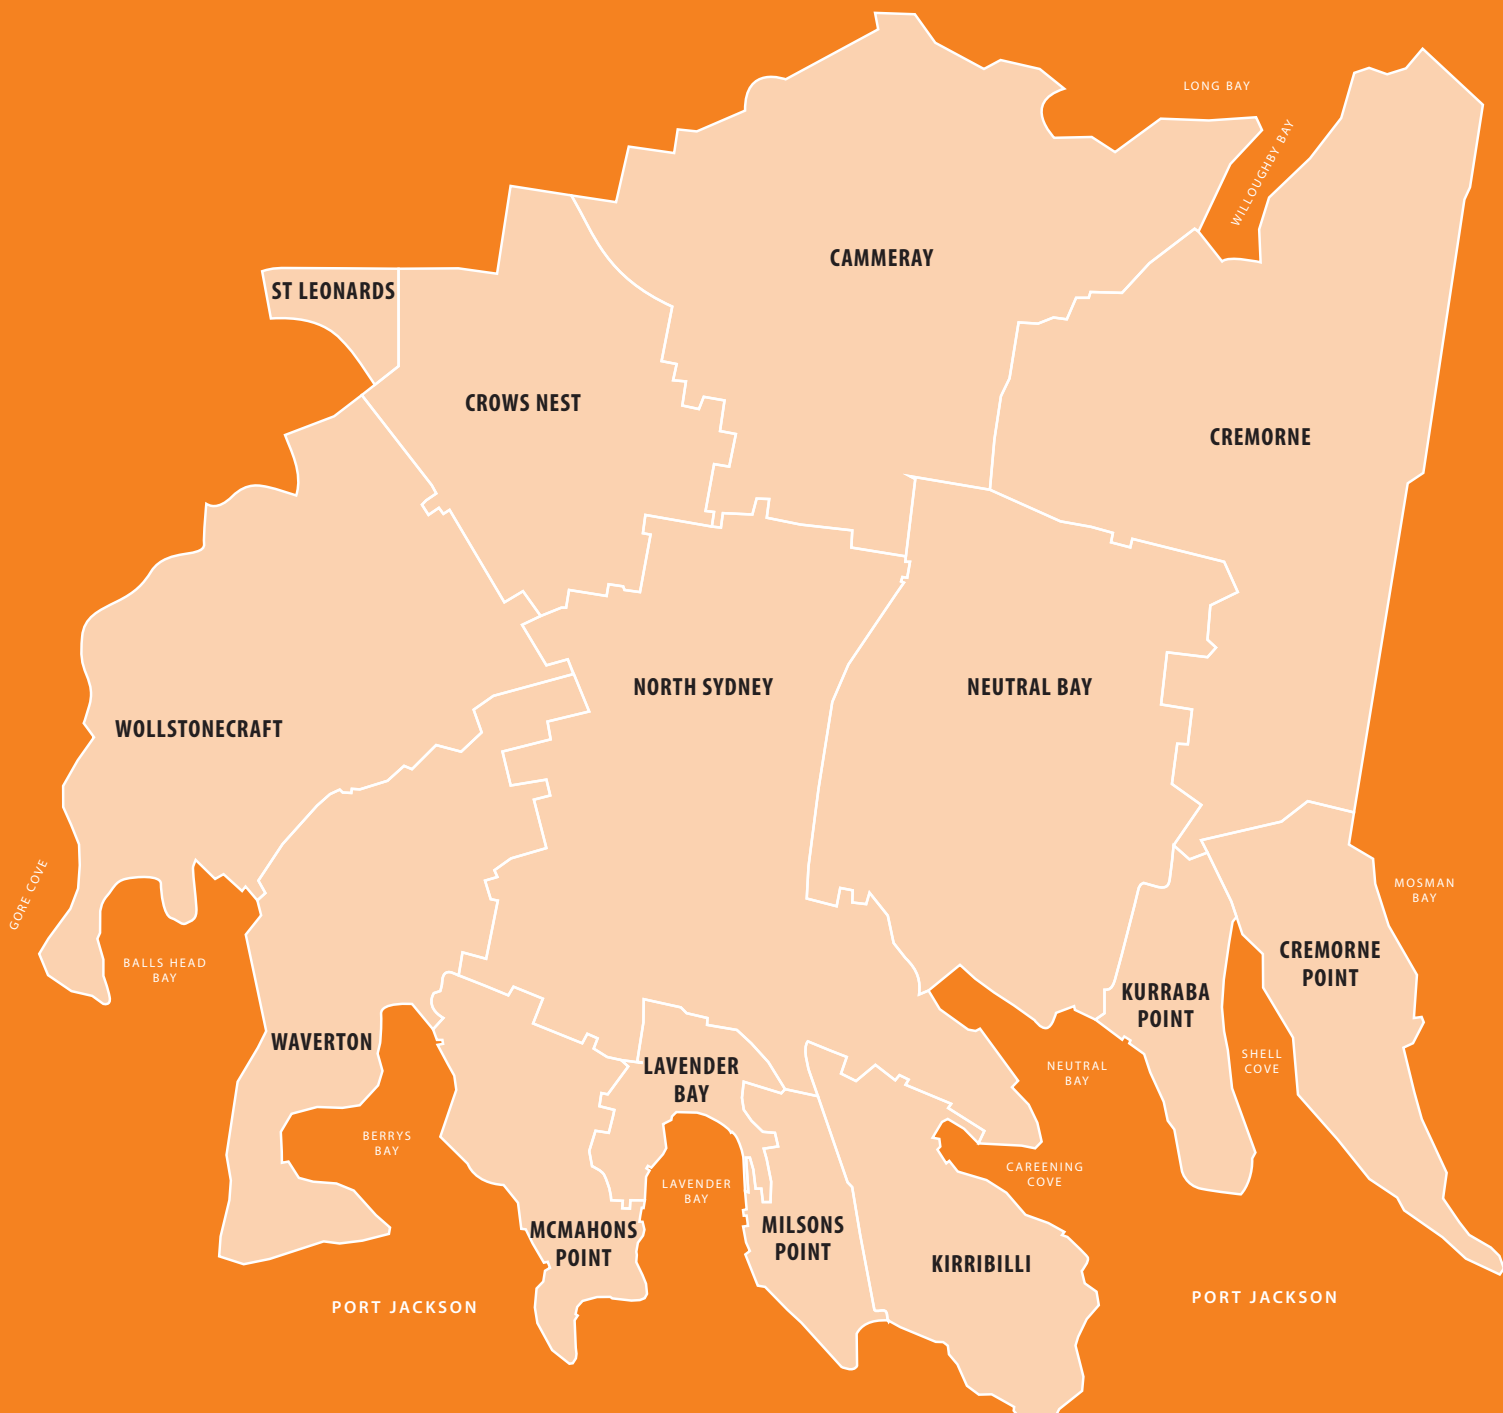 LONG BAY
WILLOUGHBY BAY
CAMMERAY
ST LEONARDS
CROWS NEST
CREMORNE
NORTH SYDNEY
NEUTRAL BAY
WOLLSTONECRAFT
GORE COVE
MOSMAN
BAY
BALLS HEAD
BAY
CREMORNE
POINT
KURRABA
POINT
WAVERTON
SHELL
COVE
LAVENDER
BAY
NEUTRAL
BAY
BERRYS
BAY
CAREENING
COVE
LAVENDER
BAY
MCMAHONS
POINT
MILSONS
POINT
KIRRIBILLI
PORT JACKSON
PORT JACKSON